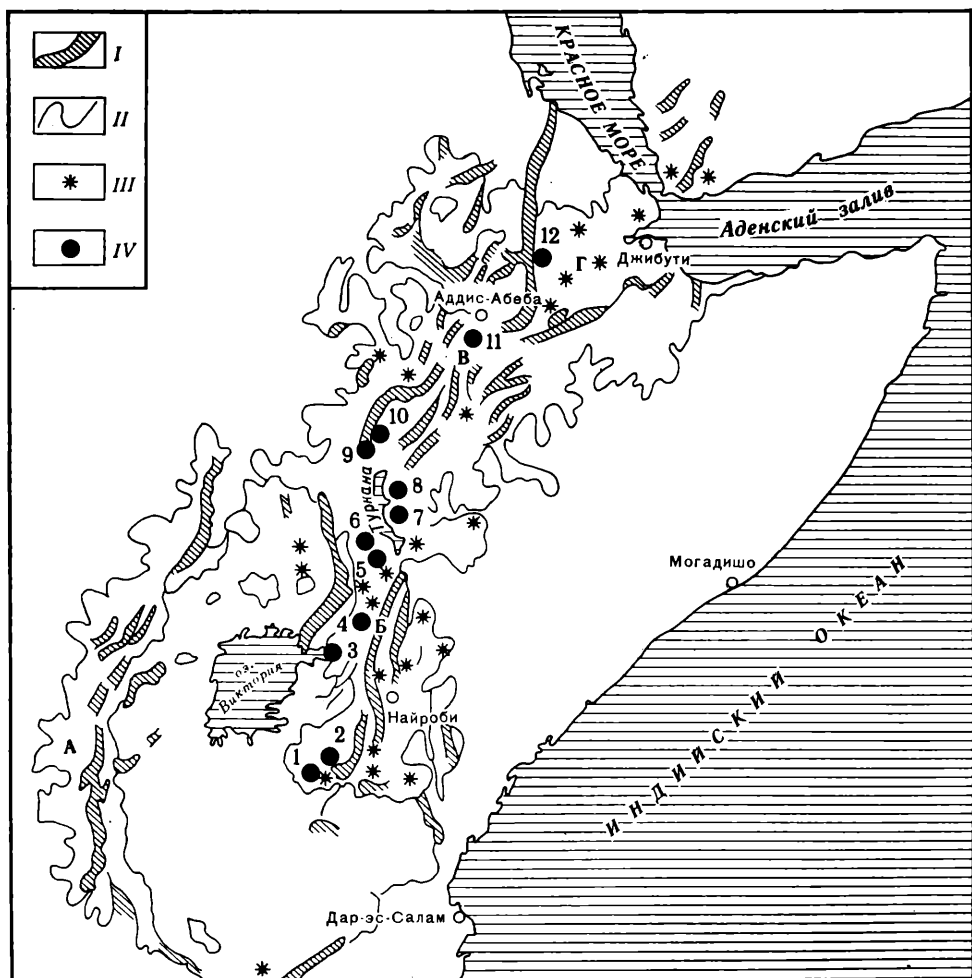 I
II
III
IV
КРАСНОЕ МОРЕ
Аденский залив
12
Г
Джибути
Аддис-Абеба
11
В
10
9
Туркана
8
7
6
5
4
Б
3
оз. Виктория
Найроби
2
1
А
Могадишо
ИНДИЙСКИЙ ОКЕАН
Дар-эс-Салам